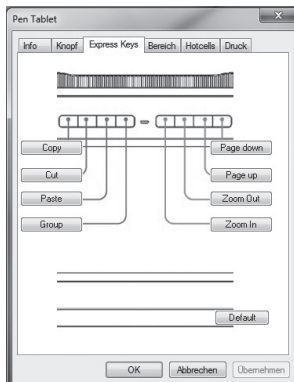 Pen Tablet
Info Knopf Express Keys Bereich Hotcells Druck
Copy Page down
Cut Page up
Paste Zoom Out
Group Zoom In
Default
OK Abbrechen Übernehmen